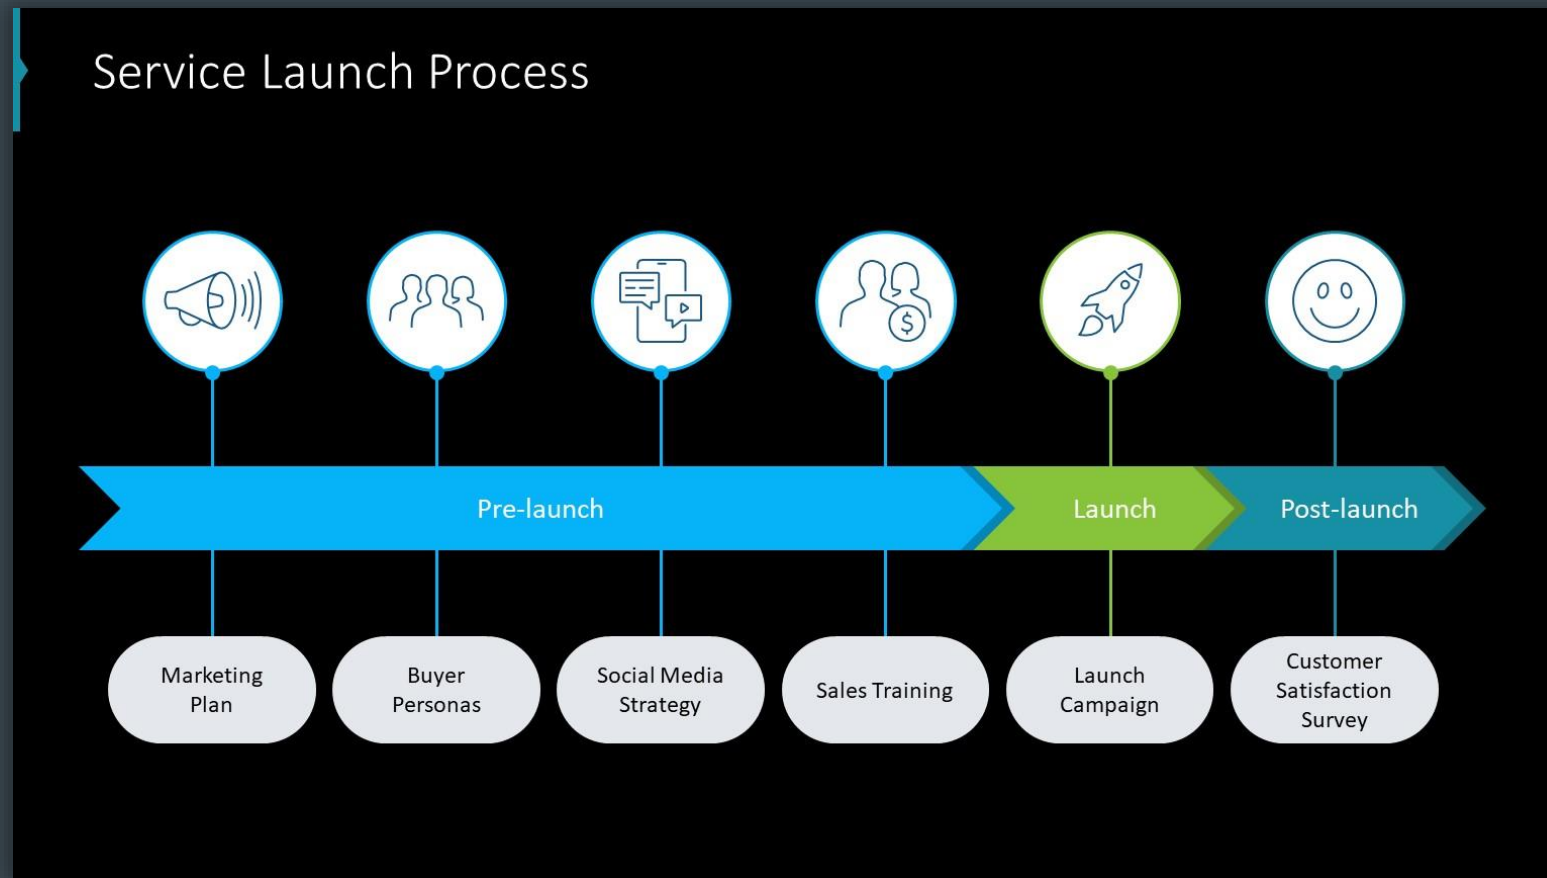 Service Launch Process
$
Pre-launch
Launch
Post-launch
Marketing
Plan
Buyer
Personas
Social Media
Strategy
Sales Training
Launch
Campaign
Customer
Satisfaction
Survey